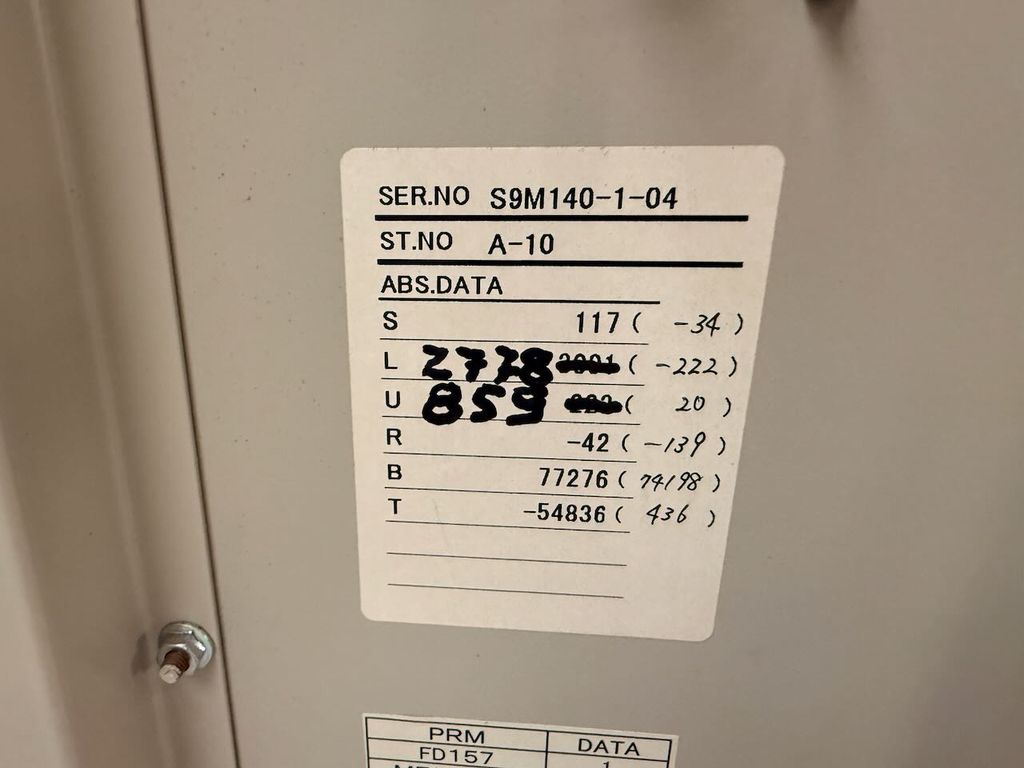 SER.NO S9M140-1-04
ST.NO A-10
ABS.DATA
S 117 ( -34 )
L 2778 ( -222 )
U 859 ( 20 )
R -42 ( -139 )
B 77276 ( 74198 )
T -54836 ( 436 )
PRM DATA
FD157 1